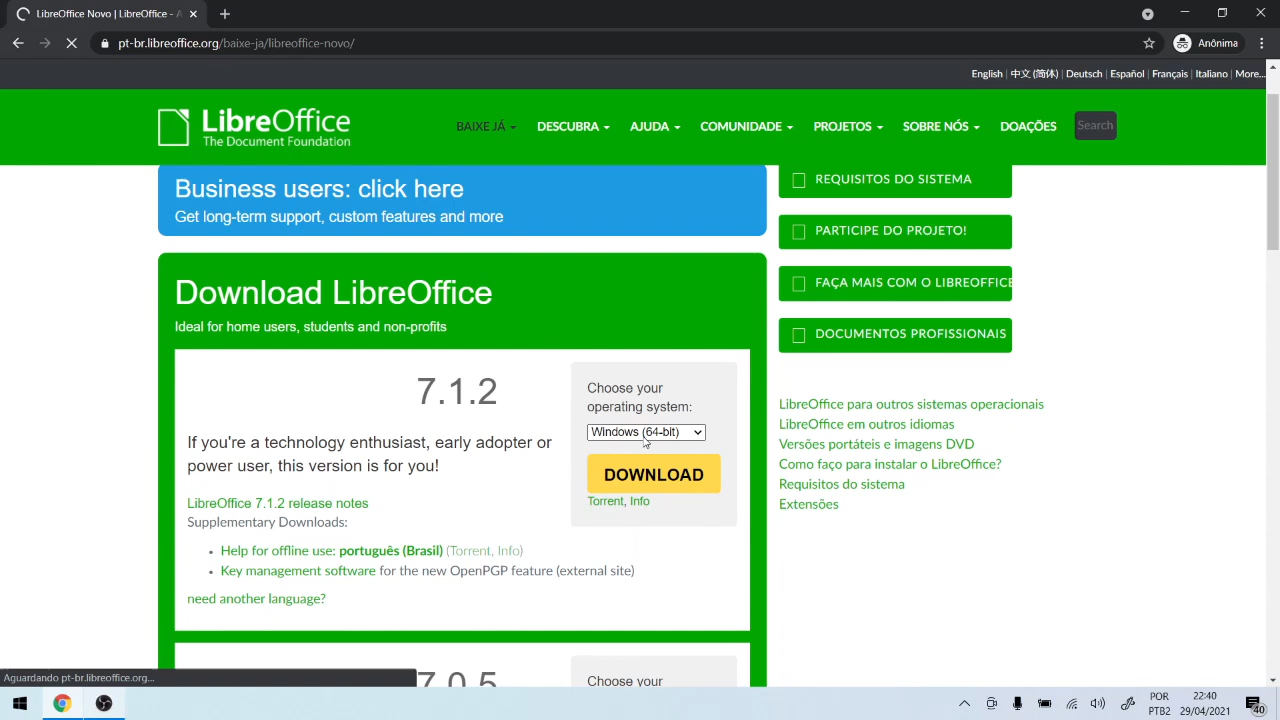 LibreOffice Novo | LibreOffice - A
pt-br.libreoffice.org/baixe-ja/libreoffice-novo/
Anônima
English | 中文 (简体) | Deutsch | Español | Français | Italiano | More...
LibreOffice
The Document Foundation
BAIXE JÁ
DESCUBRA
AJUDA
COMUNIDADE
PROJETOS
SOBRE NÓS
DOAÇÕES
Search
Business users: click here
Get long-term support, custom features and more
REQUISITOS DO SISTEMA
PARTICIPE DO PROJETO!
FAÇA MAIS COM O LIBREOFFICE
DOCUMENTOS PROFISSIONAIS
Download LibreOffice
Ideal for home users, students and non-profits
7.1.2
If you're a technology enthusiast, early adopter or
power user, this version is for you!
LibreOffice 7.1.2 release notes
Supplementary Downloads:
• Help for offline use: português (Brasil) (Torrent, Info)
• Key management software for the new OpenPGP feature (external site)
need another language?
Choose your
operating system:
Windows (64-bit)
DOWNLOAD
Torrent, Info
LibreOffice para outros sistemas operacionais
LibreOffice em outros idiomas
Versões portáteis e imagens DVD
Como faço para instalar o LibreOffice?
Requisitos do sistema
Extensões
7.0.5
Choose your
Aguardando pt-br.libreoffice.org...
POR
PTB2
22:40
29/04/2021
40